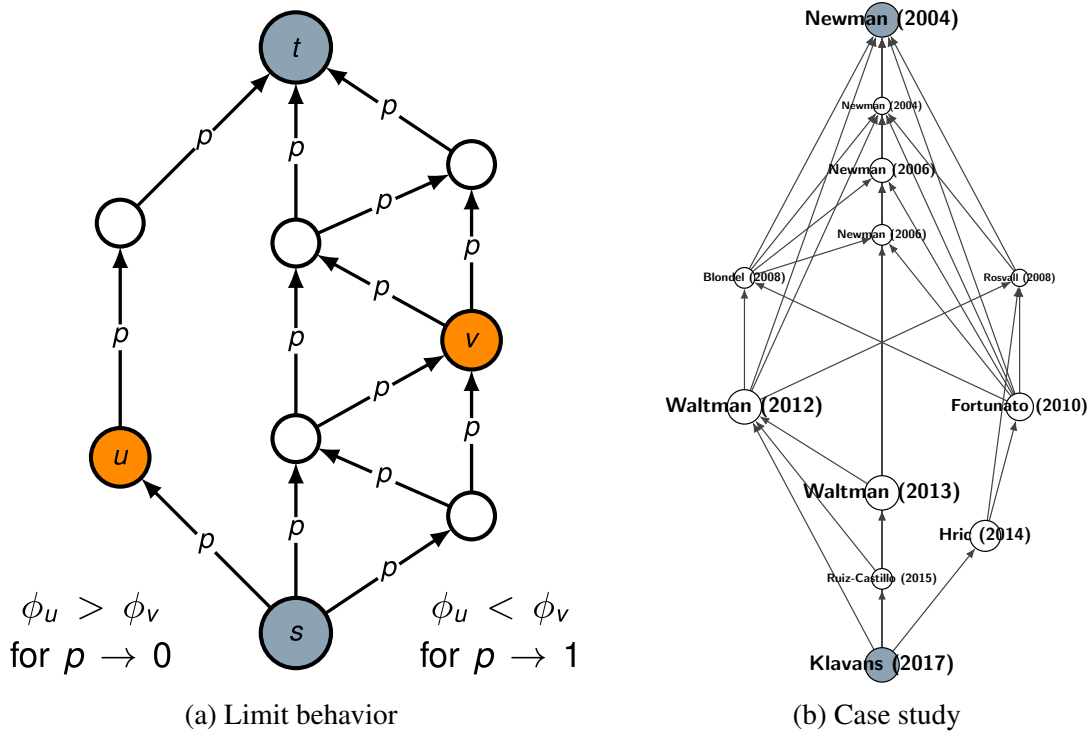 t
p
p
p
p
p
p
p
p
p
p
p
p
p
p
u
v
s
ϕu > ϕv
for p → 0
ϕu < ϕv
for p → 1
(a) Limit behavior
Newman (2004)
Newman (2004)
Newman (2006)
Newman (2006)
Blondel (2008)
Rosvall (2008)
Waltman (2012)
Fortunato (2010)
Waltman (2013)
Hric (2014)
Ruiz-Castillo (2015)
Klavans (2017)
(b) Case study